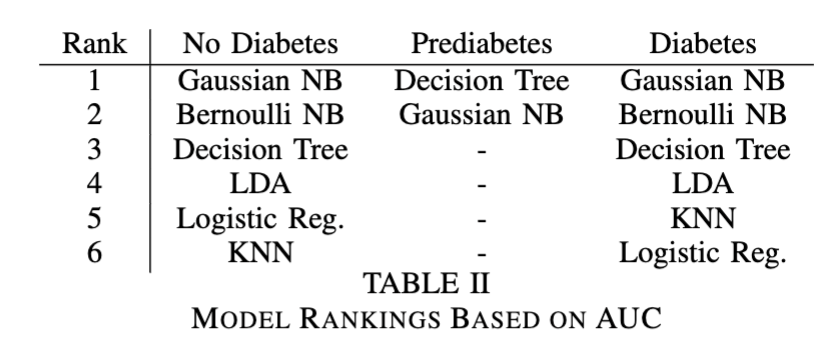 Rank No Diabetes Prediabetes Diabetes
1 Gaussian NB Decision Tree Gaussian NB
2 Bernoulli NB Gaussian NB Bernoulli NB
3 Decision Tree - Decision Tree
4 LDA - LDA
5 Logistic Reg. - KNN
6 KNN - Logistic Reg.
TABLE II
MODEL RANKINGS BASED ON AUC